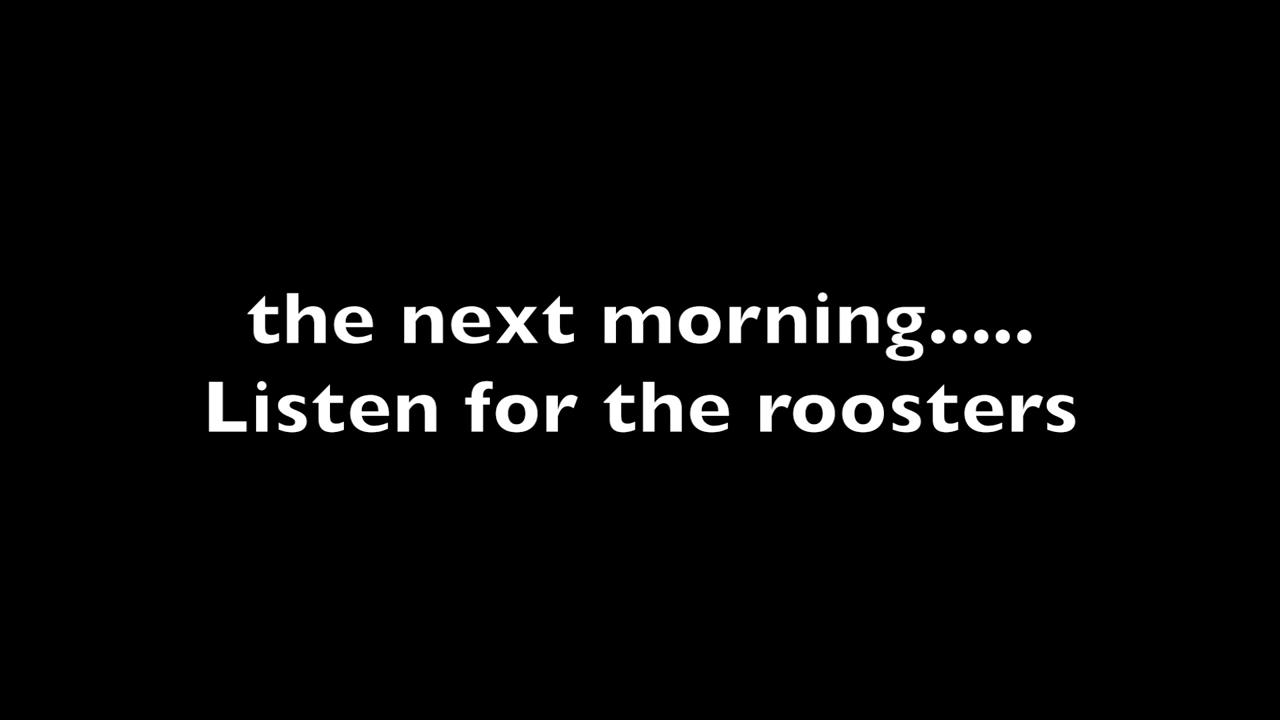 the next morning.....
Listen for the roosters